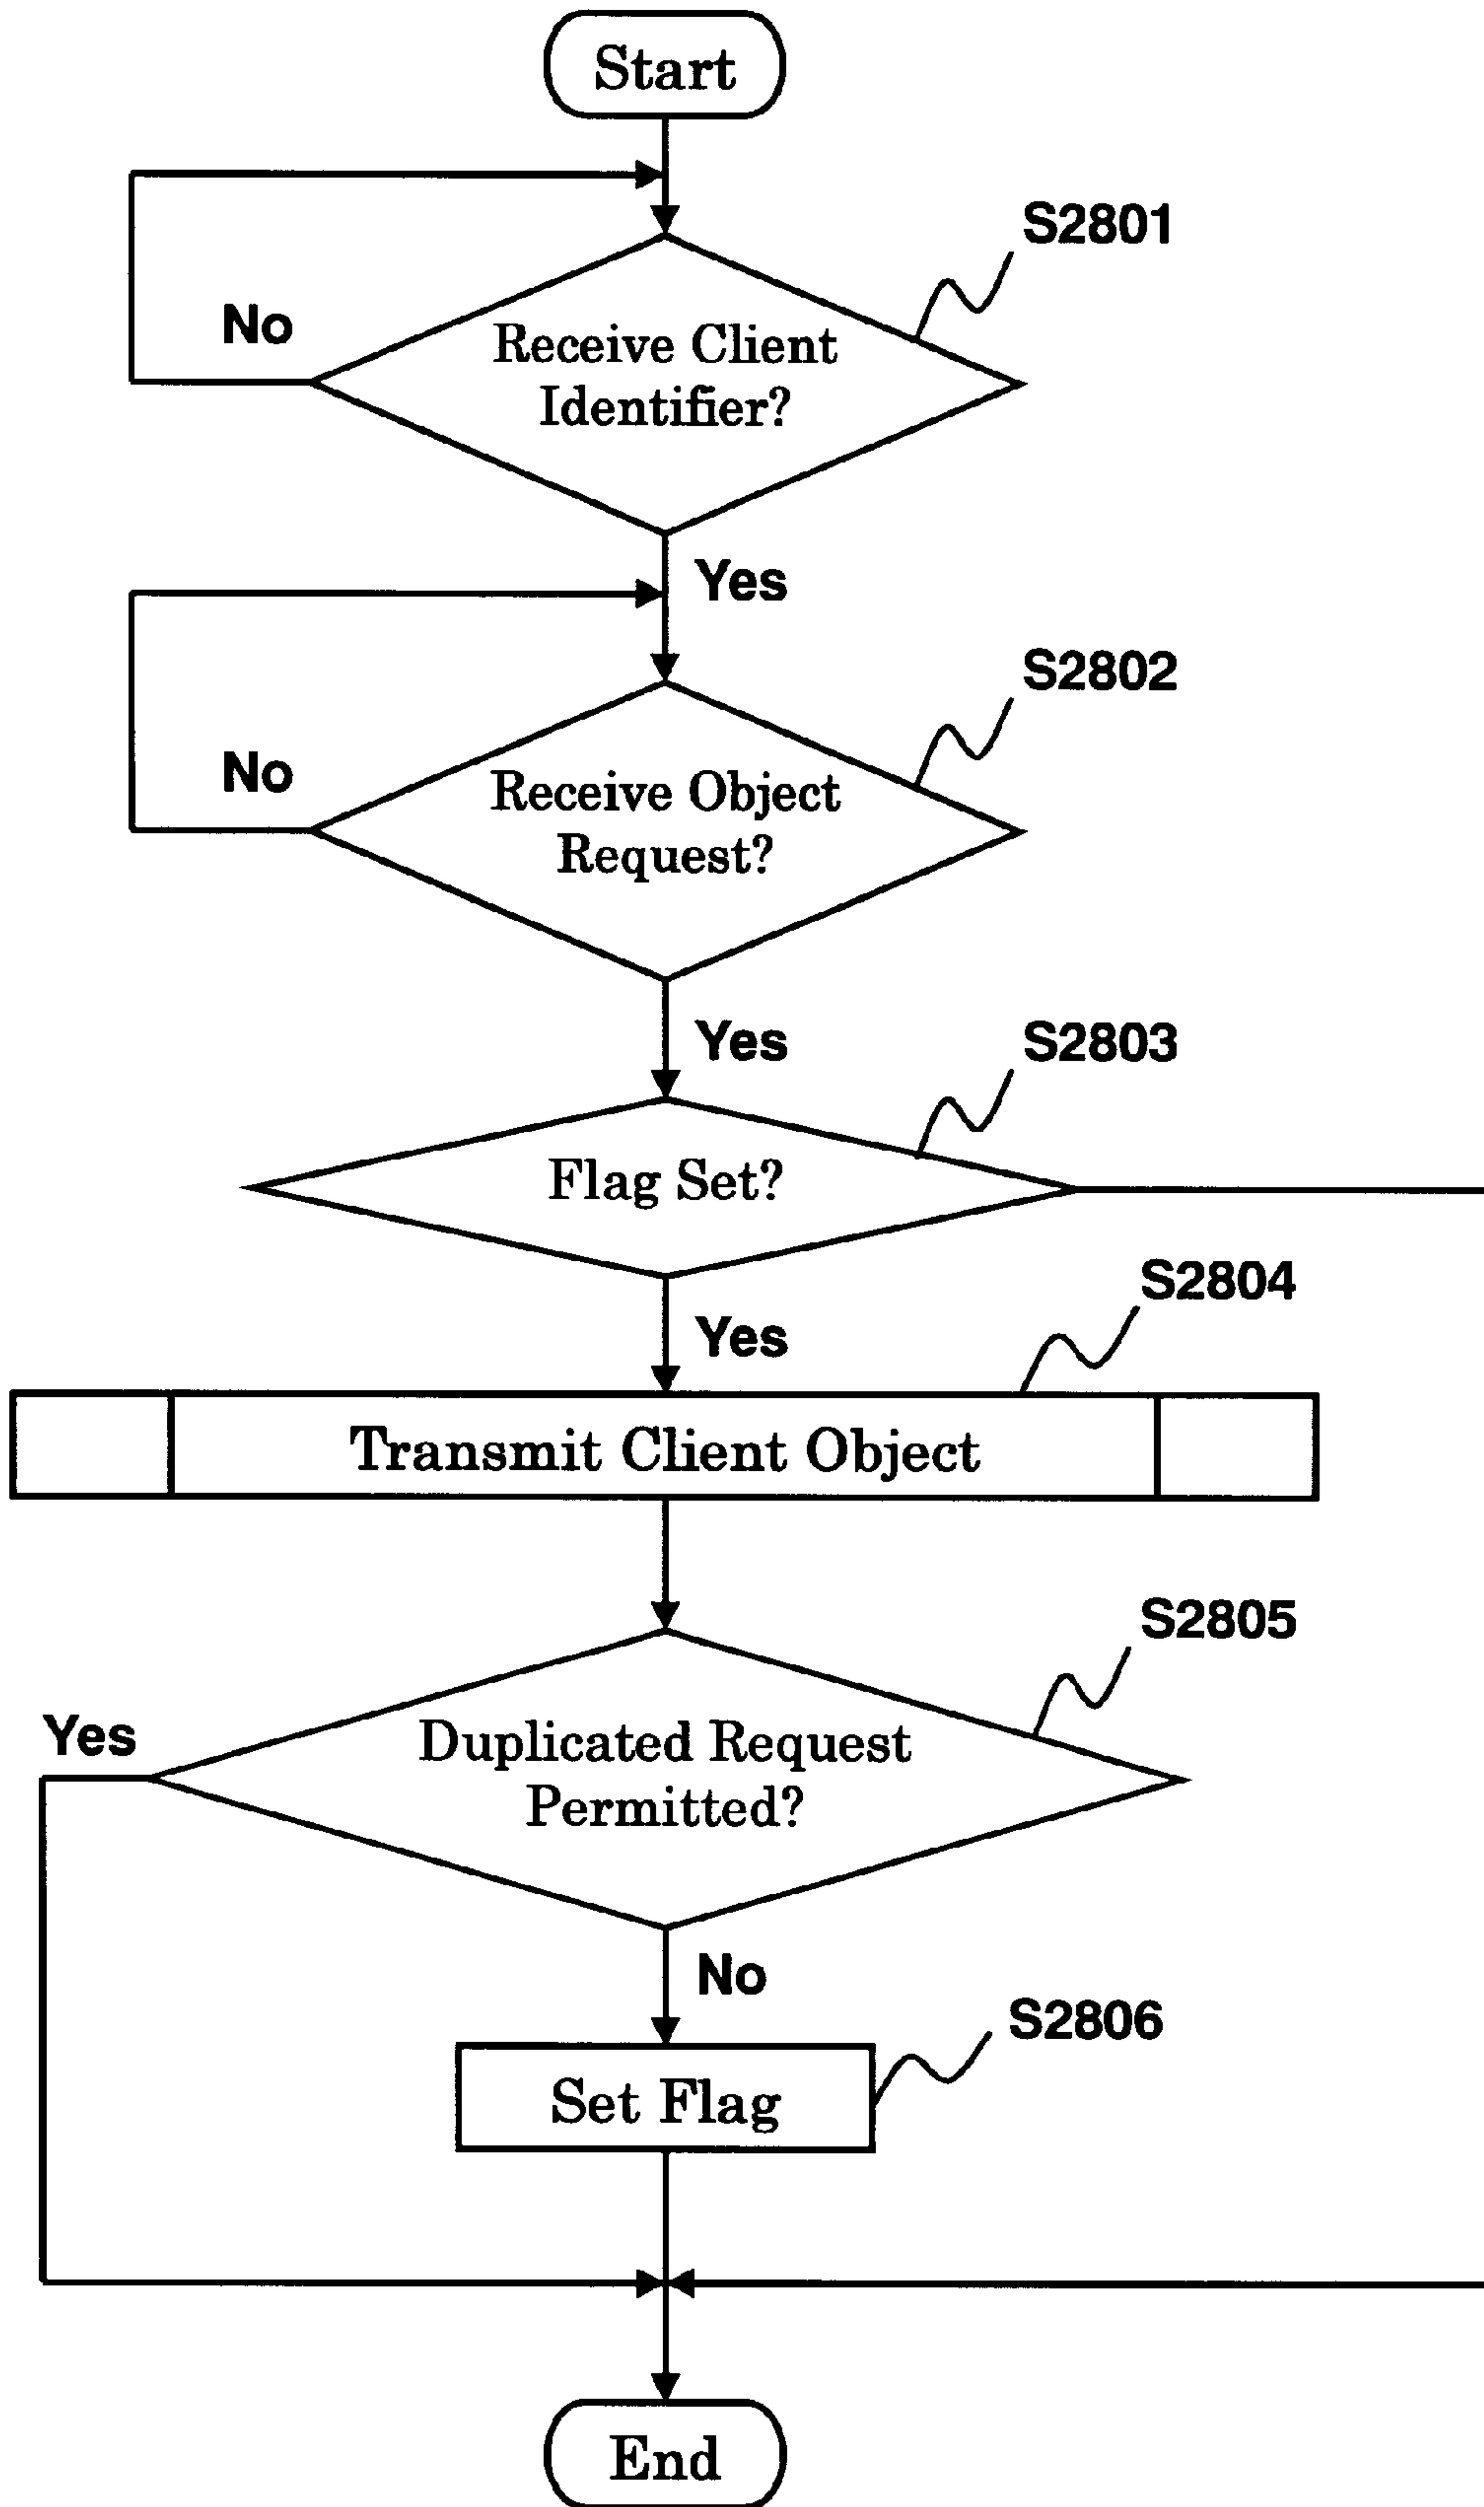 Start
S2801
No
Receive Client
Identifier?
Yes
S2802
No
Receive Object
Request?
Yes
S2803
Flag Set?
S2804
Yes
Transmit Client Object
S2805
Yes
Duplicated Request
Permitted?
No
S2806
Set Flag
End